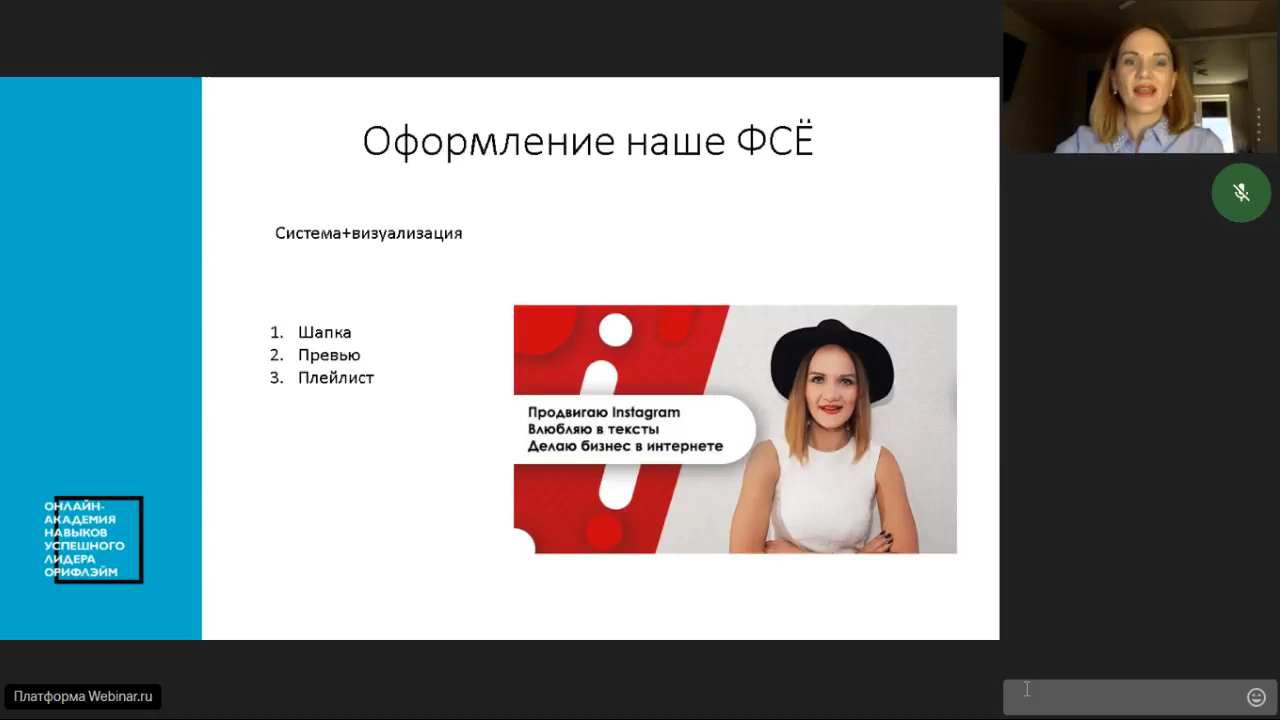 Оформление наше ФСЁ
Система+визуализация
1. Шапка
2. Превью
3. Плейлист
Продвигаю Instagram
Влюбляю в тексты
Делаю бизнес в интернете
ОНЛАЙН-
АКАДЕМИЯ
НАВЫКОВ
УСПЕШНОГО
ЛИДЕРА
ОРИФЛЭЙМ
Платформа Webinar.ru